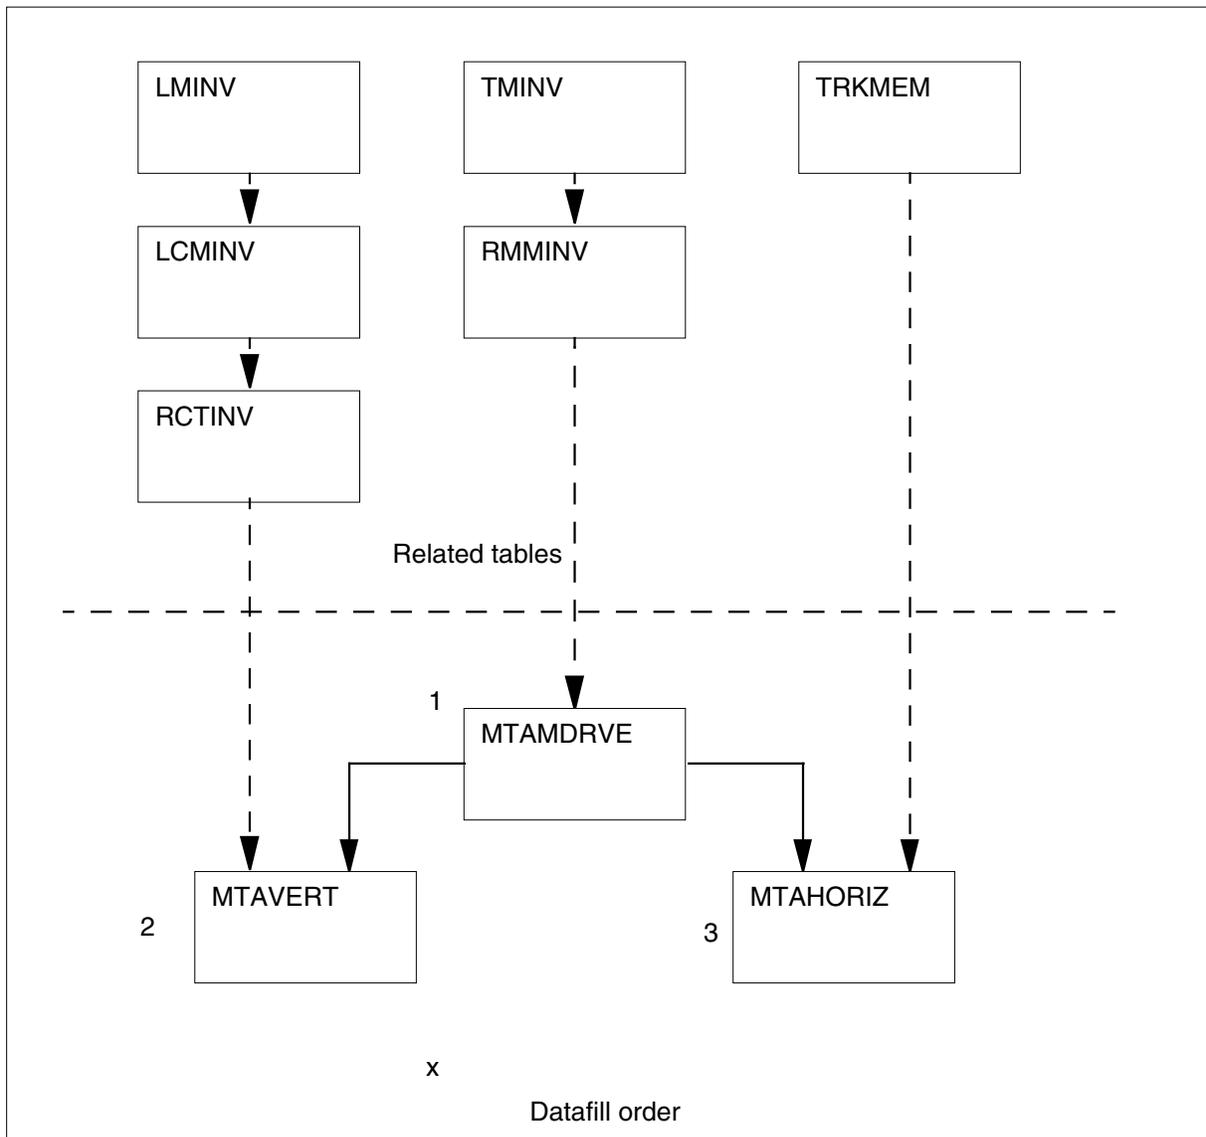 LMINV
TMINV
TRKMEM
LCMINV
RMMINV
RCTINV
Related tables
1
MTAMDRVE
MTAVERT
MTAHORIZ
2
3
x
Datafill order